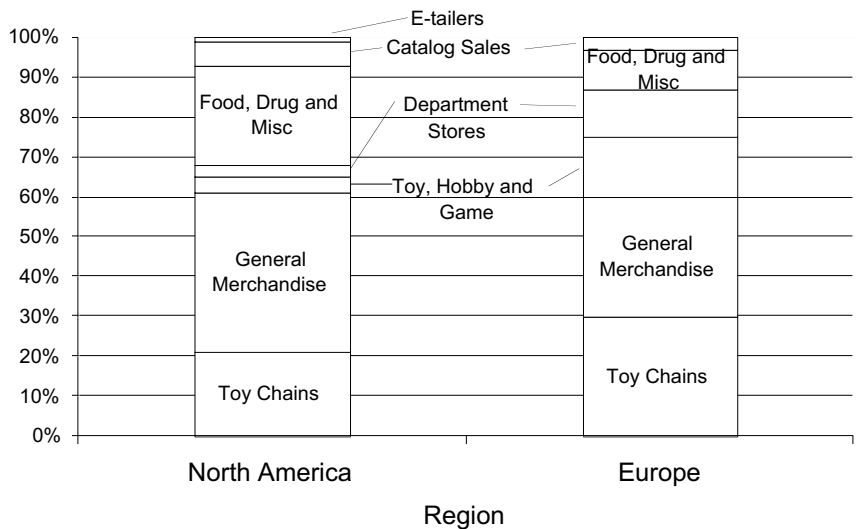 E-tailers
100%
Catalog Sales
90%
Food, Drug and
Misc
Food, Drug and
Misc
80%
Department
Stores
70%
60%
Toy, Hobby and
Game
50%
General
Merchandise
General
Merchandise
40%
30%
20%
Toy Chains
Toy Chains
10%
0%
North America
Europe
Region